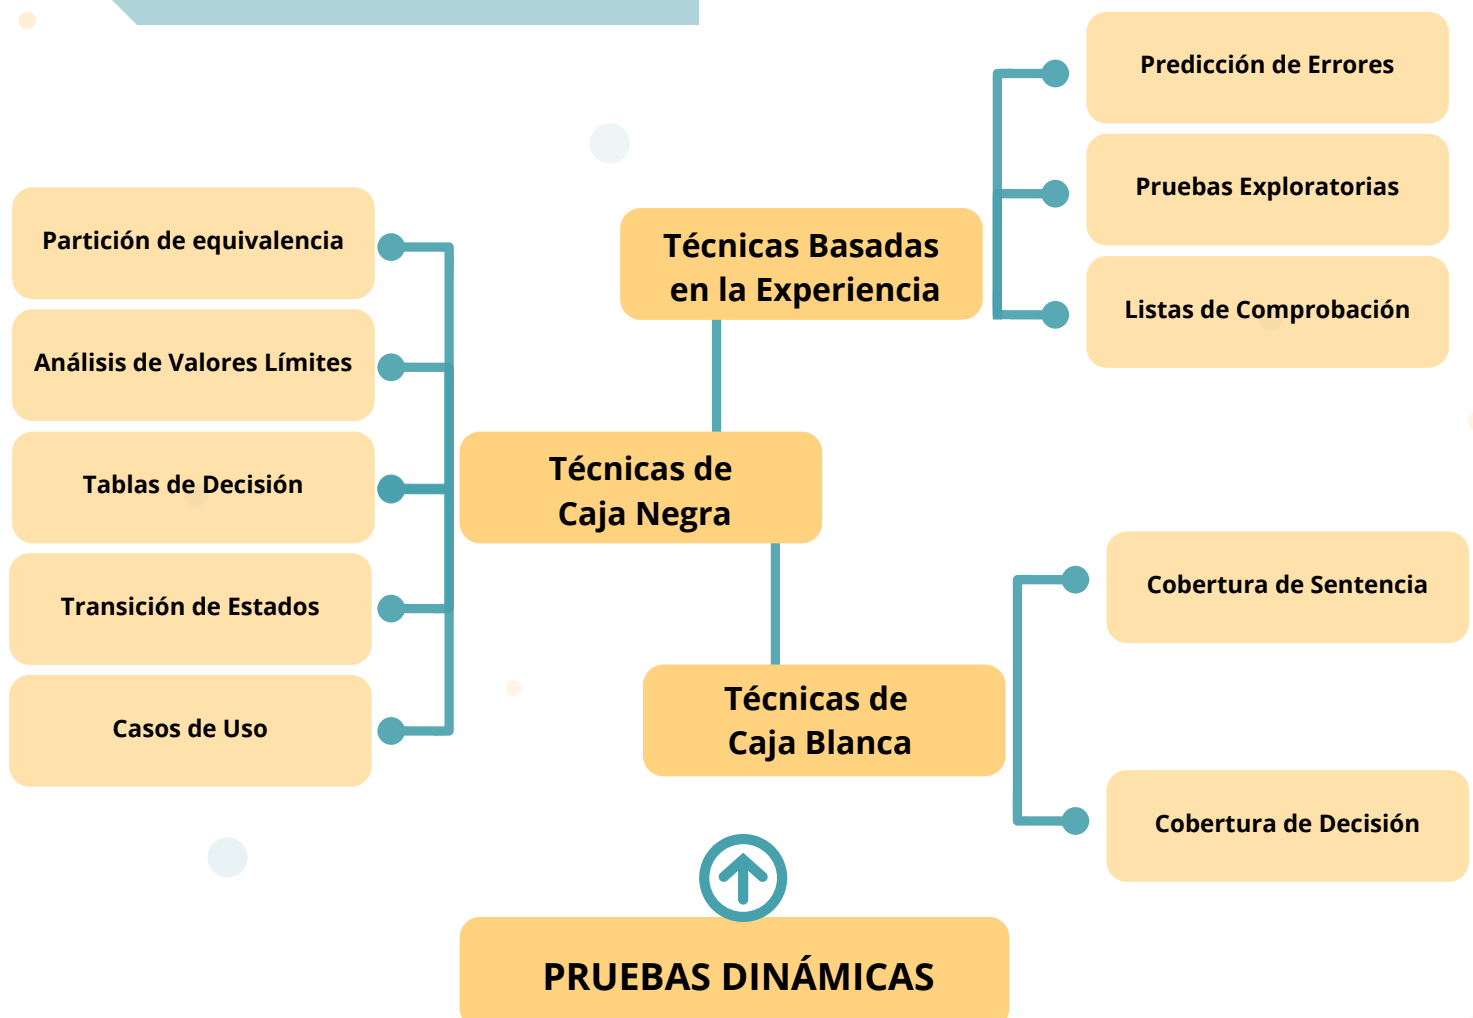 Predicción de Errores
Pruebas Exploratorias
Listas de Comprobación
Técnicas Basadas
en la Experiencia
Partición de equivalencia
Análisis de Valores Límites
Tablas de Decisión
Transición de Estados
Casos de Uso
Técnicas de
Caja Negra
Cobertura de Sentencia
Cobertura de Decisión
Técnicas de
Caja Blanca
PRUEBAS DINÁMICAS